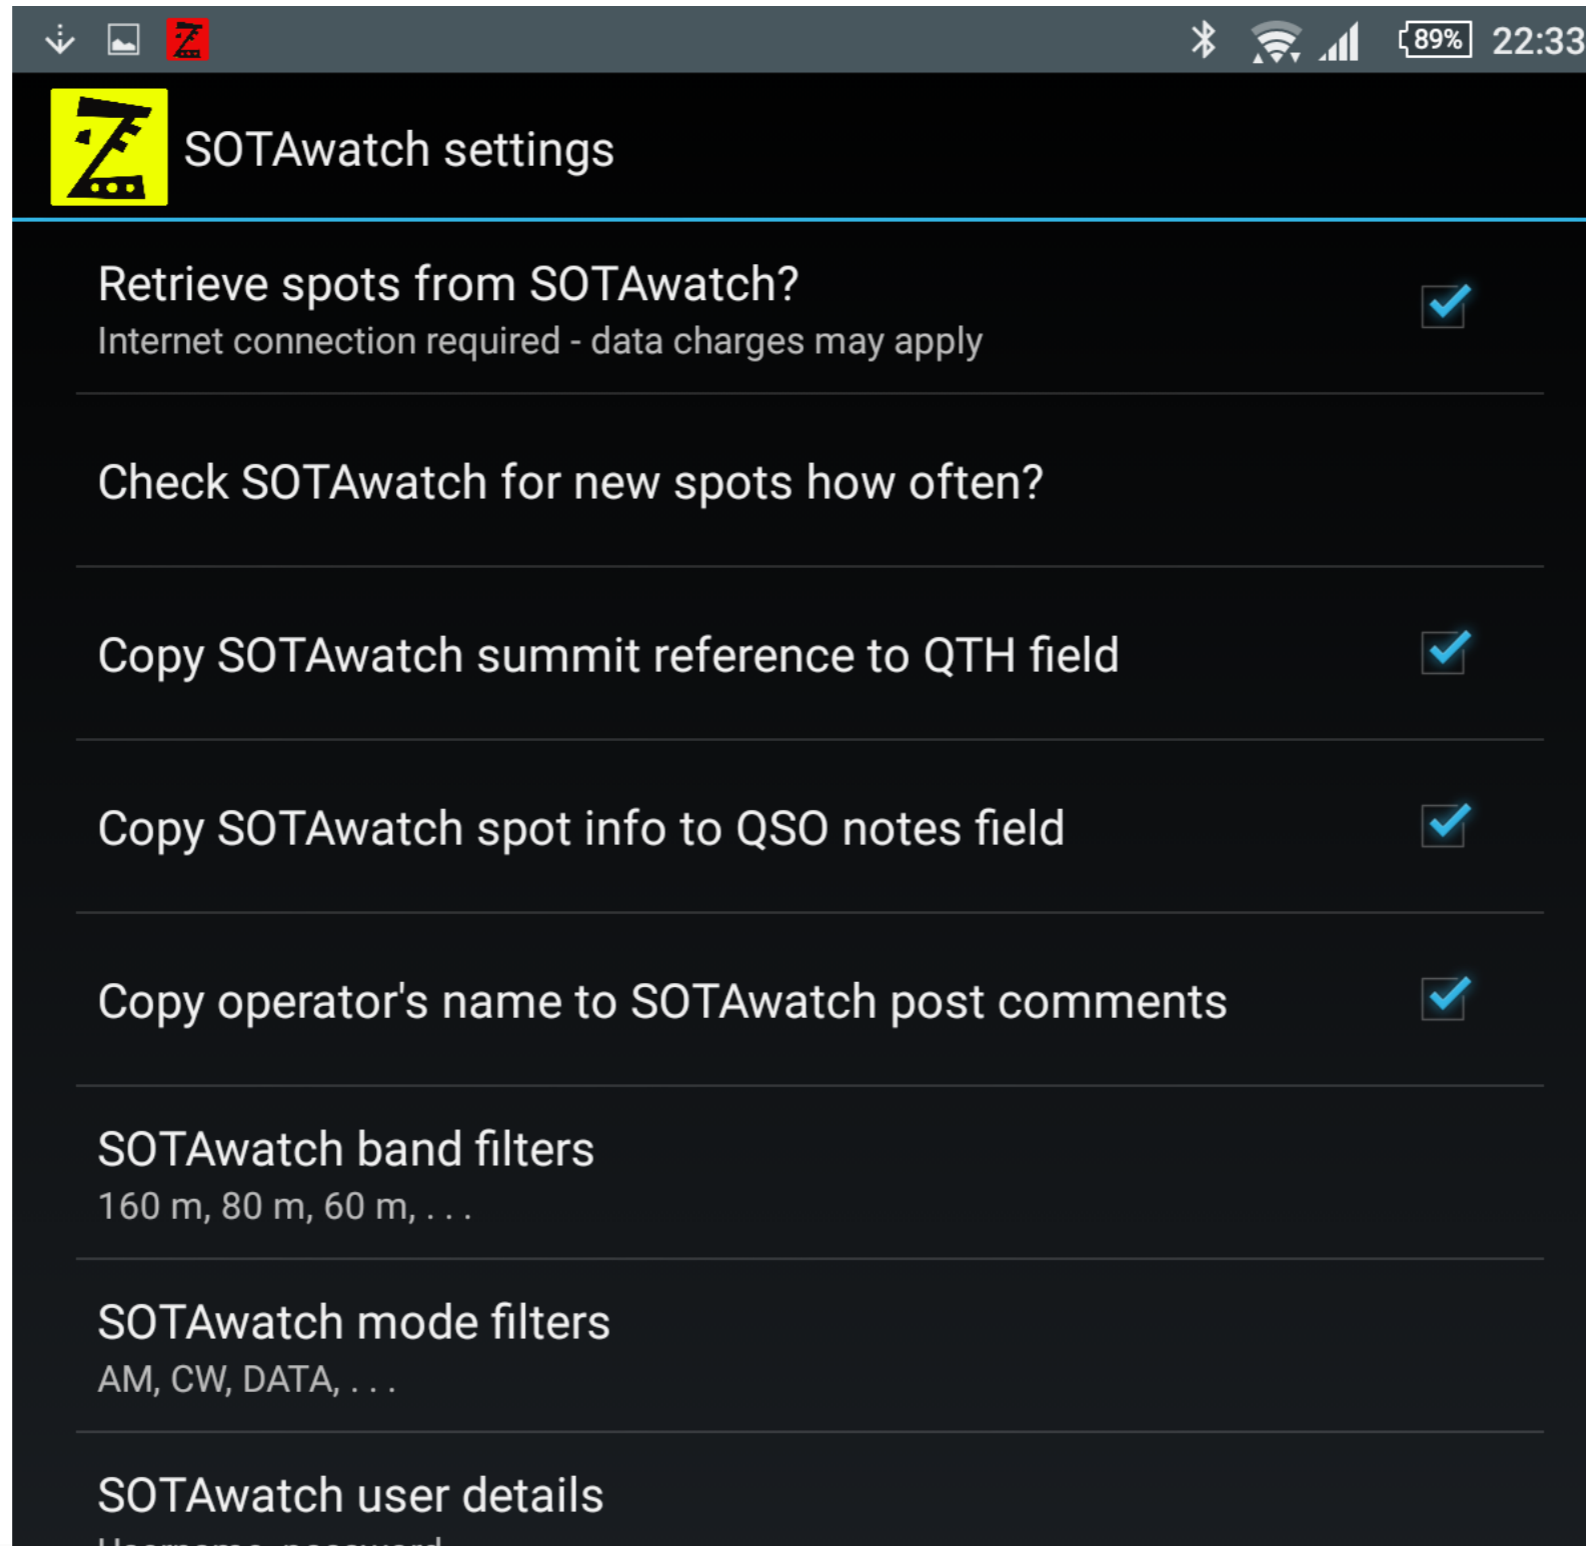 89% 22:33
SOTAwatch settings
Retrieve spots from SOTAwatch?
Internet connection required - data charges may apply
Check SOTAwatch for new spots how often?
Copy SOTAwatch summit reference to QTH field
Copy SOTAwatch spot info to QSO notes field
Copy operator's name to SOTAwatch post comments
SOTAwatch band filters
160 m, 80 m, 60 m, . . .
SOTAwatch mode filters
AM, CW, DATA, . . .
SOTAwatch user details
Username, password